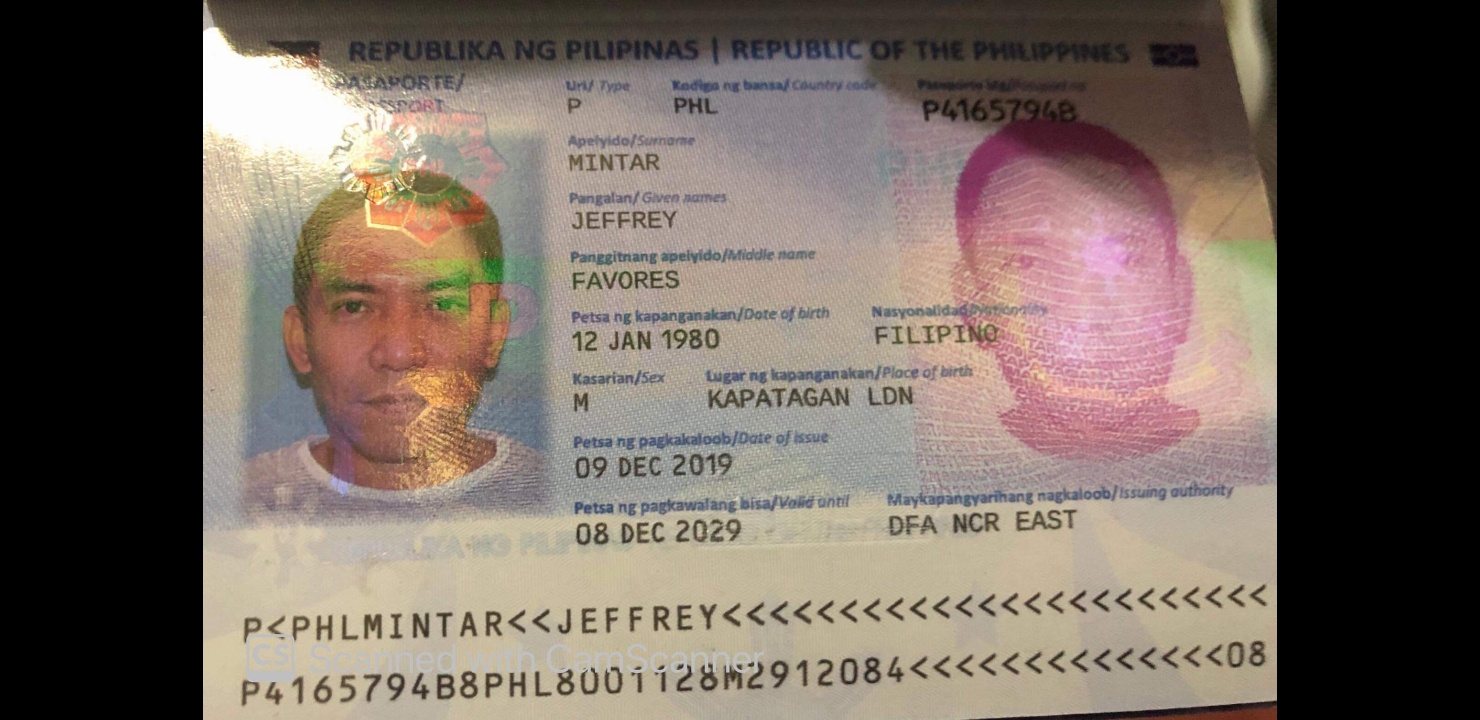 REPUBLIKA NG PILIPINAS | REPUBLIC OF THE PHILIPPINES
PASAPORTE/
PASSPORT
Uri/ Type
P
Kodigo ng bansa/ Country code
PHL
Pasaporte blg/Passport no
P4165794B
Apelyido/Surname
MINTAR
Pangalan/ Given names
JEFFREY
Panggitnang apelyido/Middle name
FAVORES
Petsa ng kapanganakan/Date of birth
12 JAN 1980
Nasyonalidad/Nationality
FILIPINO
Kasarian/Sex
M
Lugar ng kapanganakan/Place of birth
KAPATAGAN LDN
Petsa ng pagkakaloob/Date of issue
09 DEC 2019
Petsa ng pagkawalang bisa/Valid until
08 DEC 2029
Maykapangyarihang nagkaloob/Issuing authority
DFA NCR EAST
P<PHLMINTAR<<JEFFREY<<<<<<<<<<<<<<<<<<<<<<<<
CS Scanned with CamScanner
P4165794B8PHL8001128M2912084<<<<<<<<<<<<<<08